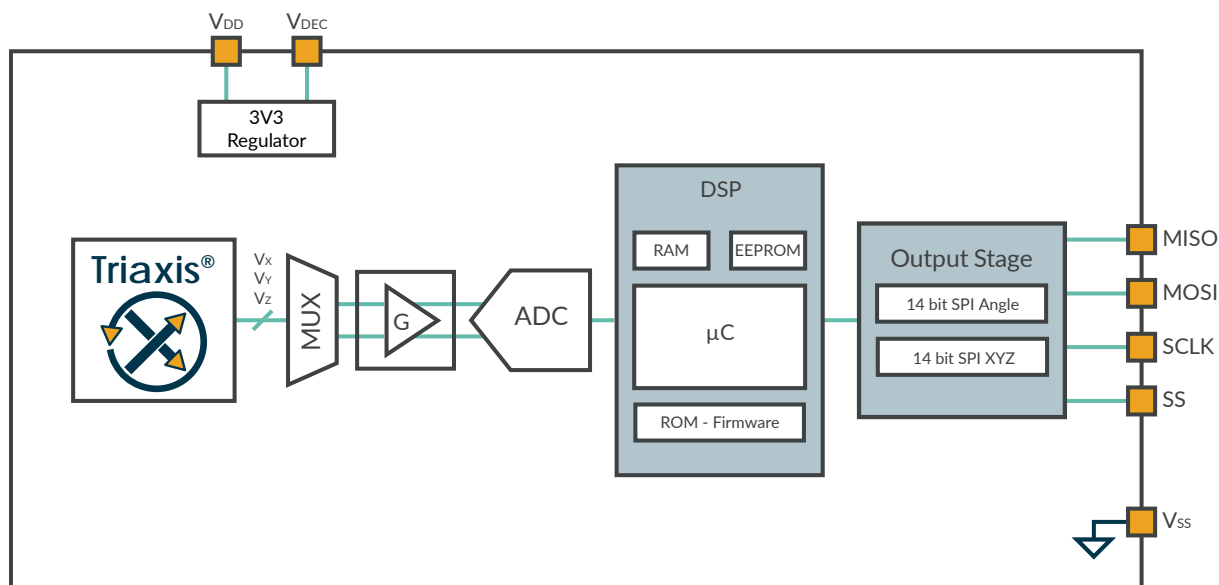 VDD
VDEC
3V3
Regulator
Triaxis®
VX
VY
VZ
MUX
G
ADC
DSP
RAM
EEPROM
µC
ROM - Firmware
Output Stage
14 bit SPI Angle
14 bit SPI XYZ
MISO
MOSI
SCLK
SS
VSS